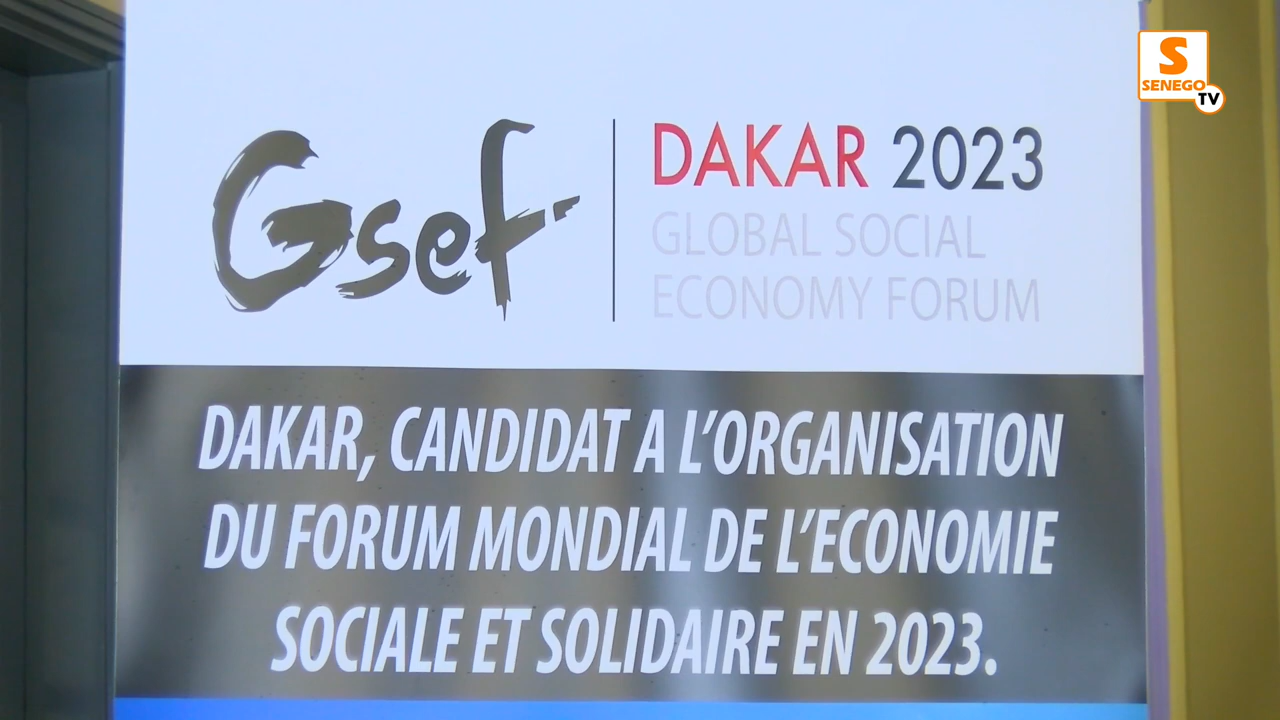 S
SENEGO
TV
Gsef
DAKAR 2023
GLOBAL SOCIAL
ECONOMY FORUM
DAKAR, CANDIDAT A L'ORGANISATION
DU FORUM MONDIAL DE L'ECONOMIE
SOCIALE ET SOLIDAIRE EN 2023.